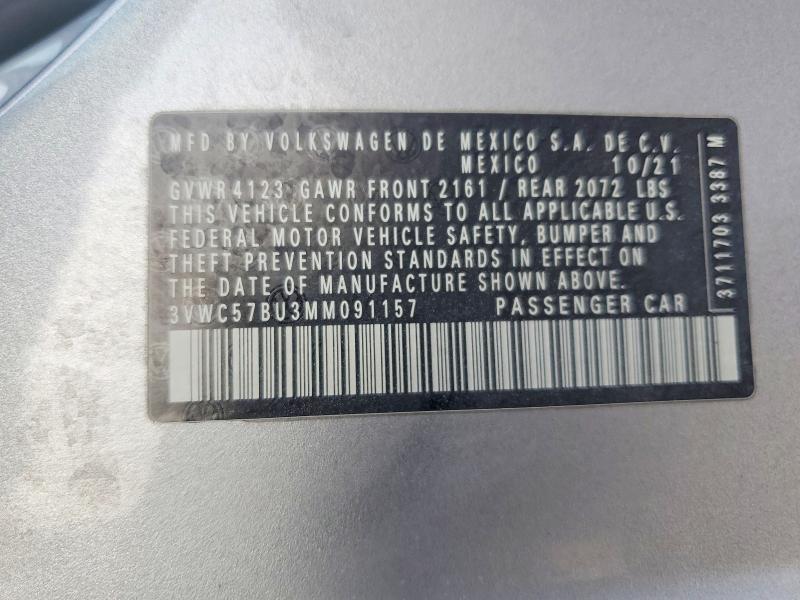 MFD BY VOLKSWAGEN DE MEXICO S.A. DE C.V.
MEXICO 10/21
GVWR 4123 GAWR FRONT 2161 / REAR 2072 LBS
THIS VEHICLE CONFORMS TO ALL APPLICABLE U.S.
FEDERAL MOTOR VEHICLE SAFETY, BUMPER AND
THEFT PREVENTION STANDARDS IN EFFECT ON
THE DATE OF MANUFACTURE SHOWN ABOVE.
3VWC57BU3MM091157 PASSENGER CAR
3711703 3387 M